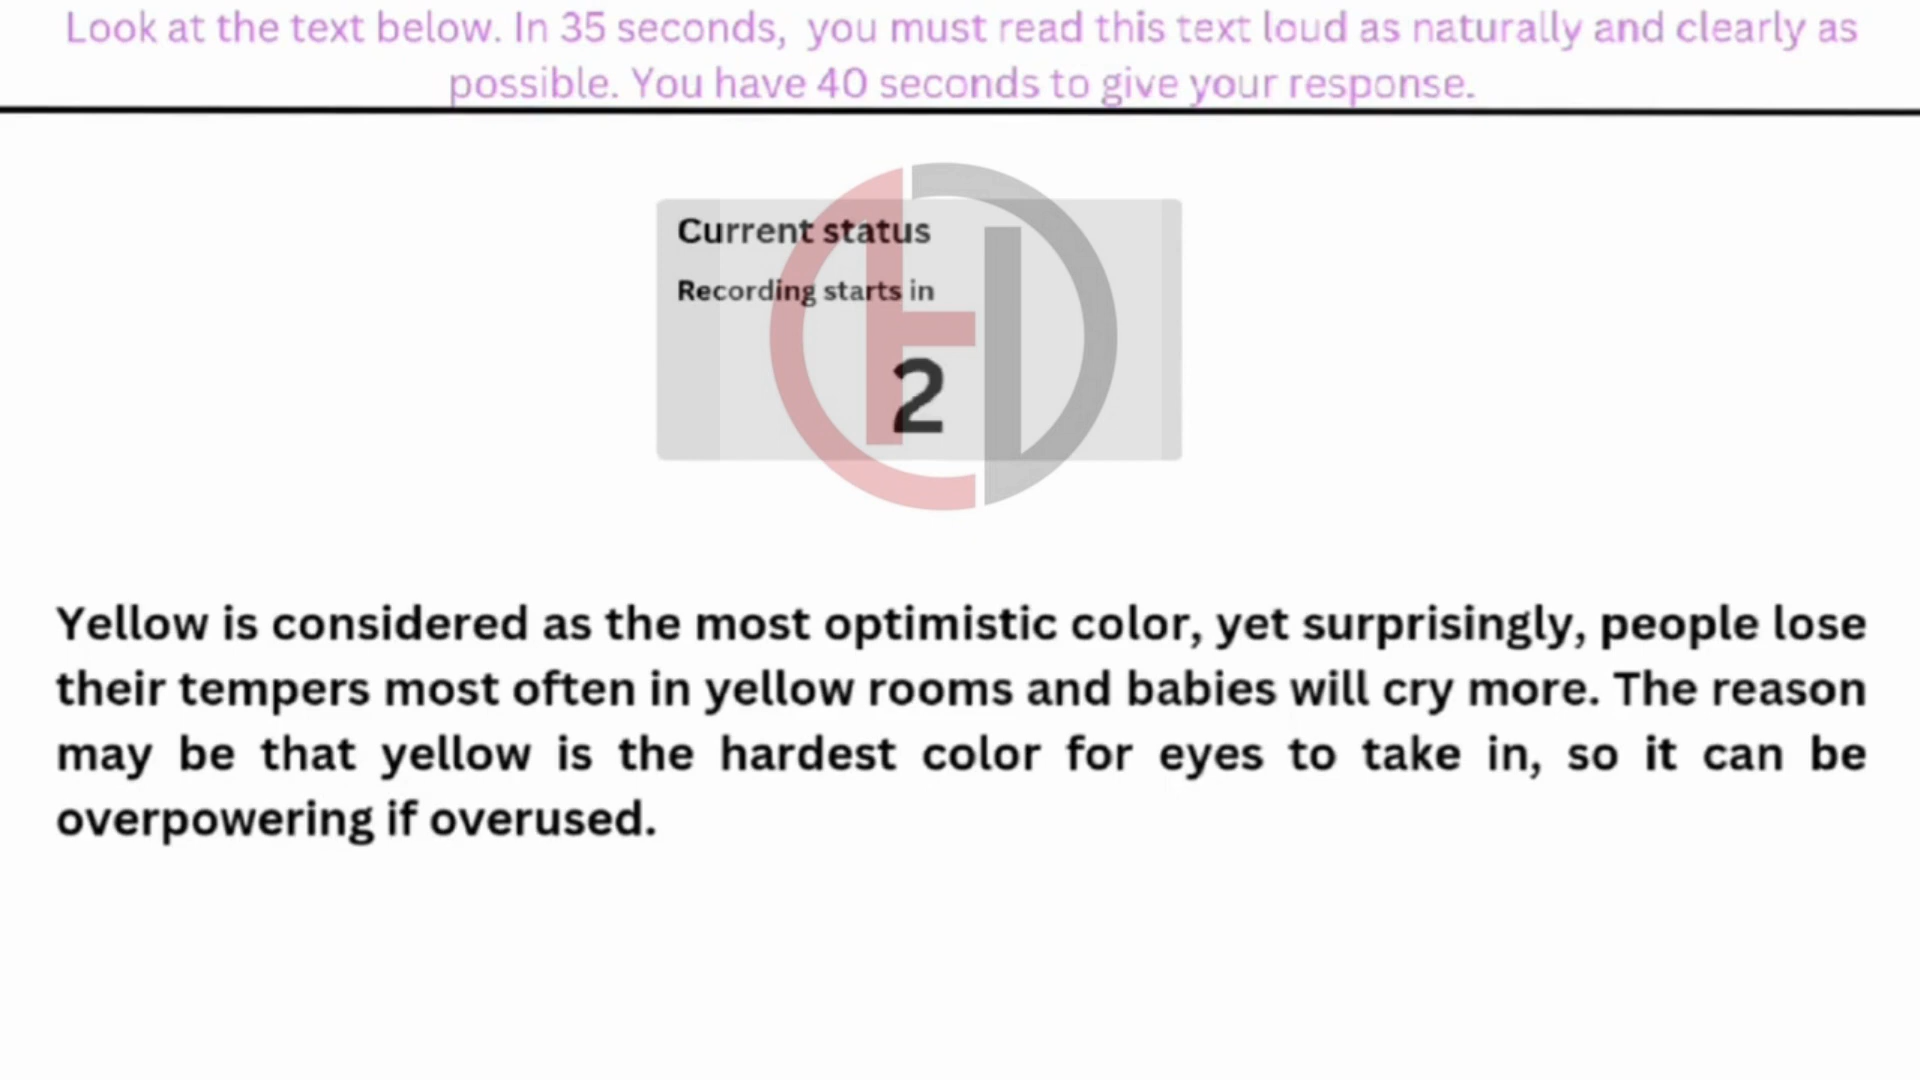 Look at the text below. In 35 seconds, you must read this text loud as naturally and clearly as
possible. You have 40 seconds to give your response.
Current status
Recording starts in
2
Yellow is considered as the most optimistic color, yet surprisingly, people lose
their tempers most often in yellow rooms and babies will cry more. The reason
may be that yellow is the hardest color for eyes to take in, so it can be
overpowering if overused.